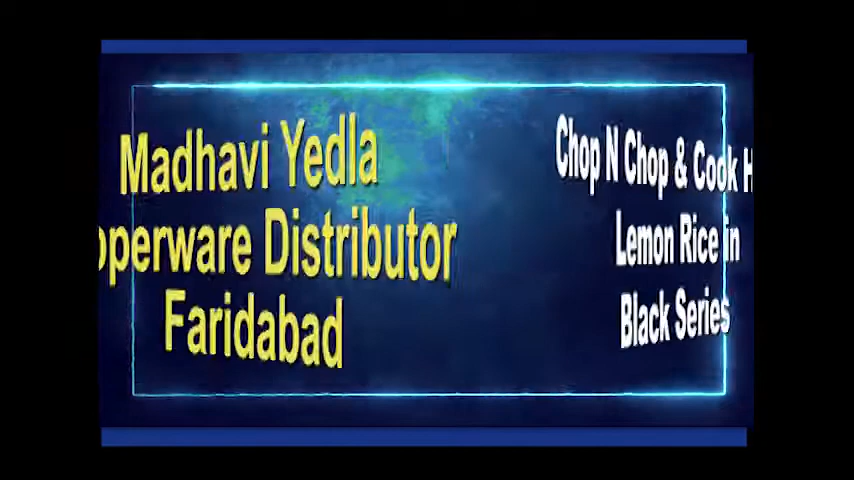 Madhavi Yedla
pperware Distributor
Faridabad
Chop N Chop & Cook H
Lemon Rice in
Black Series